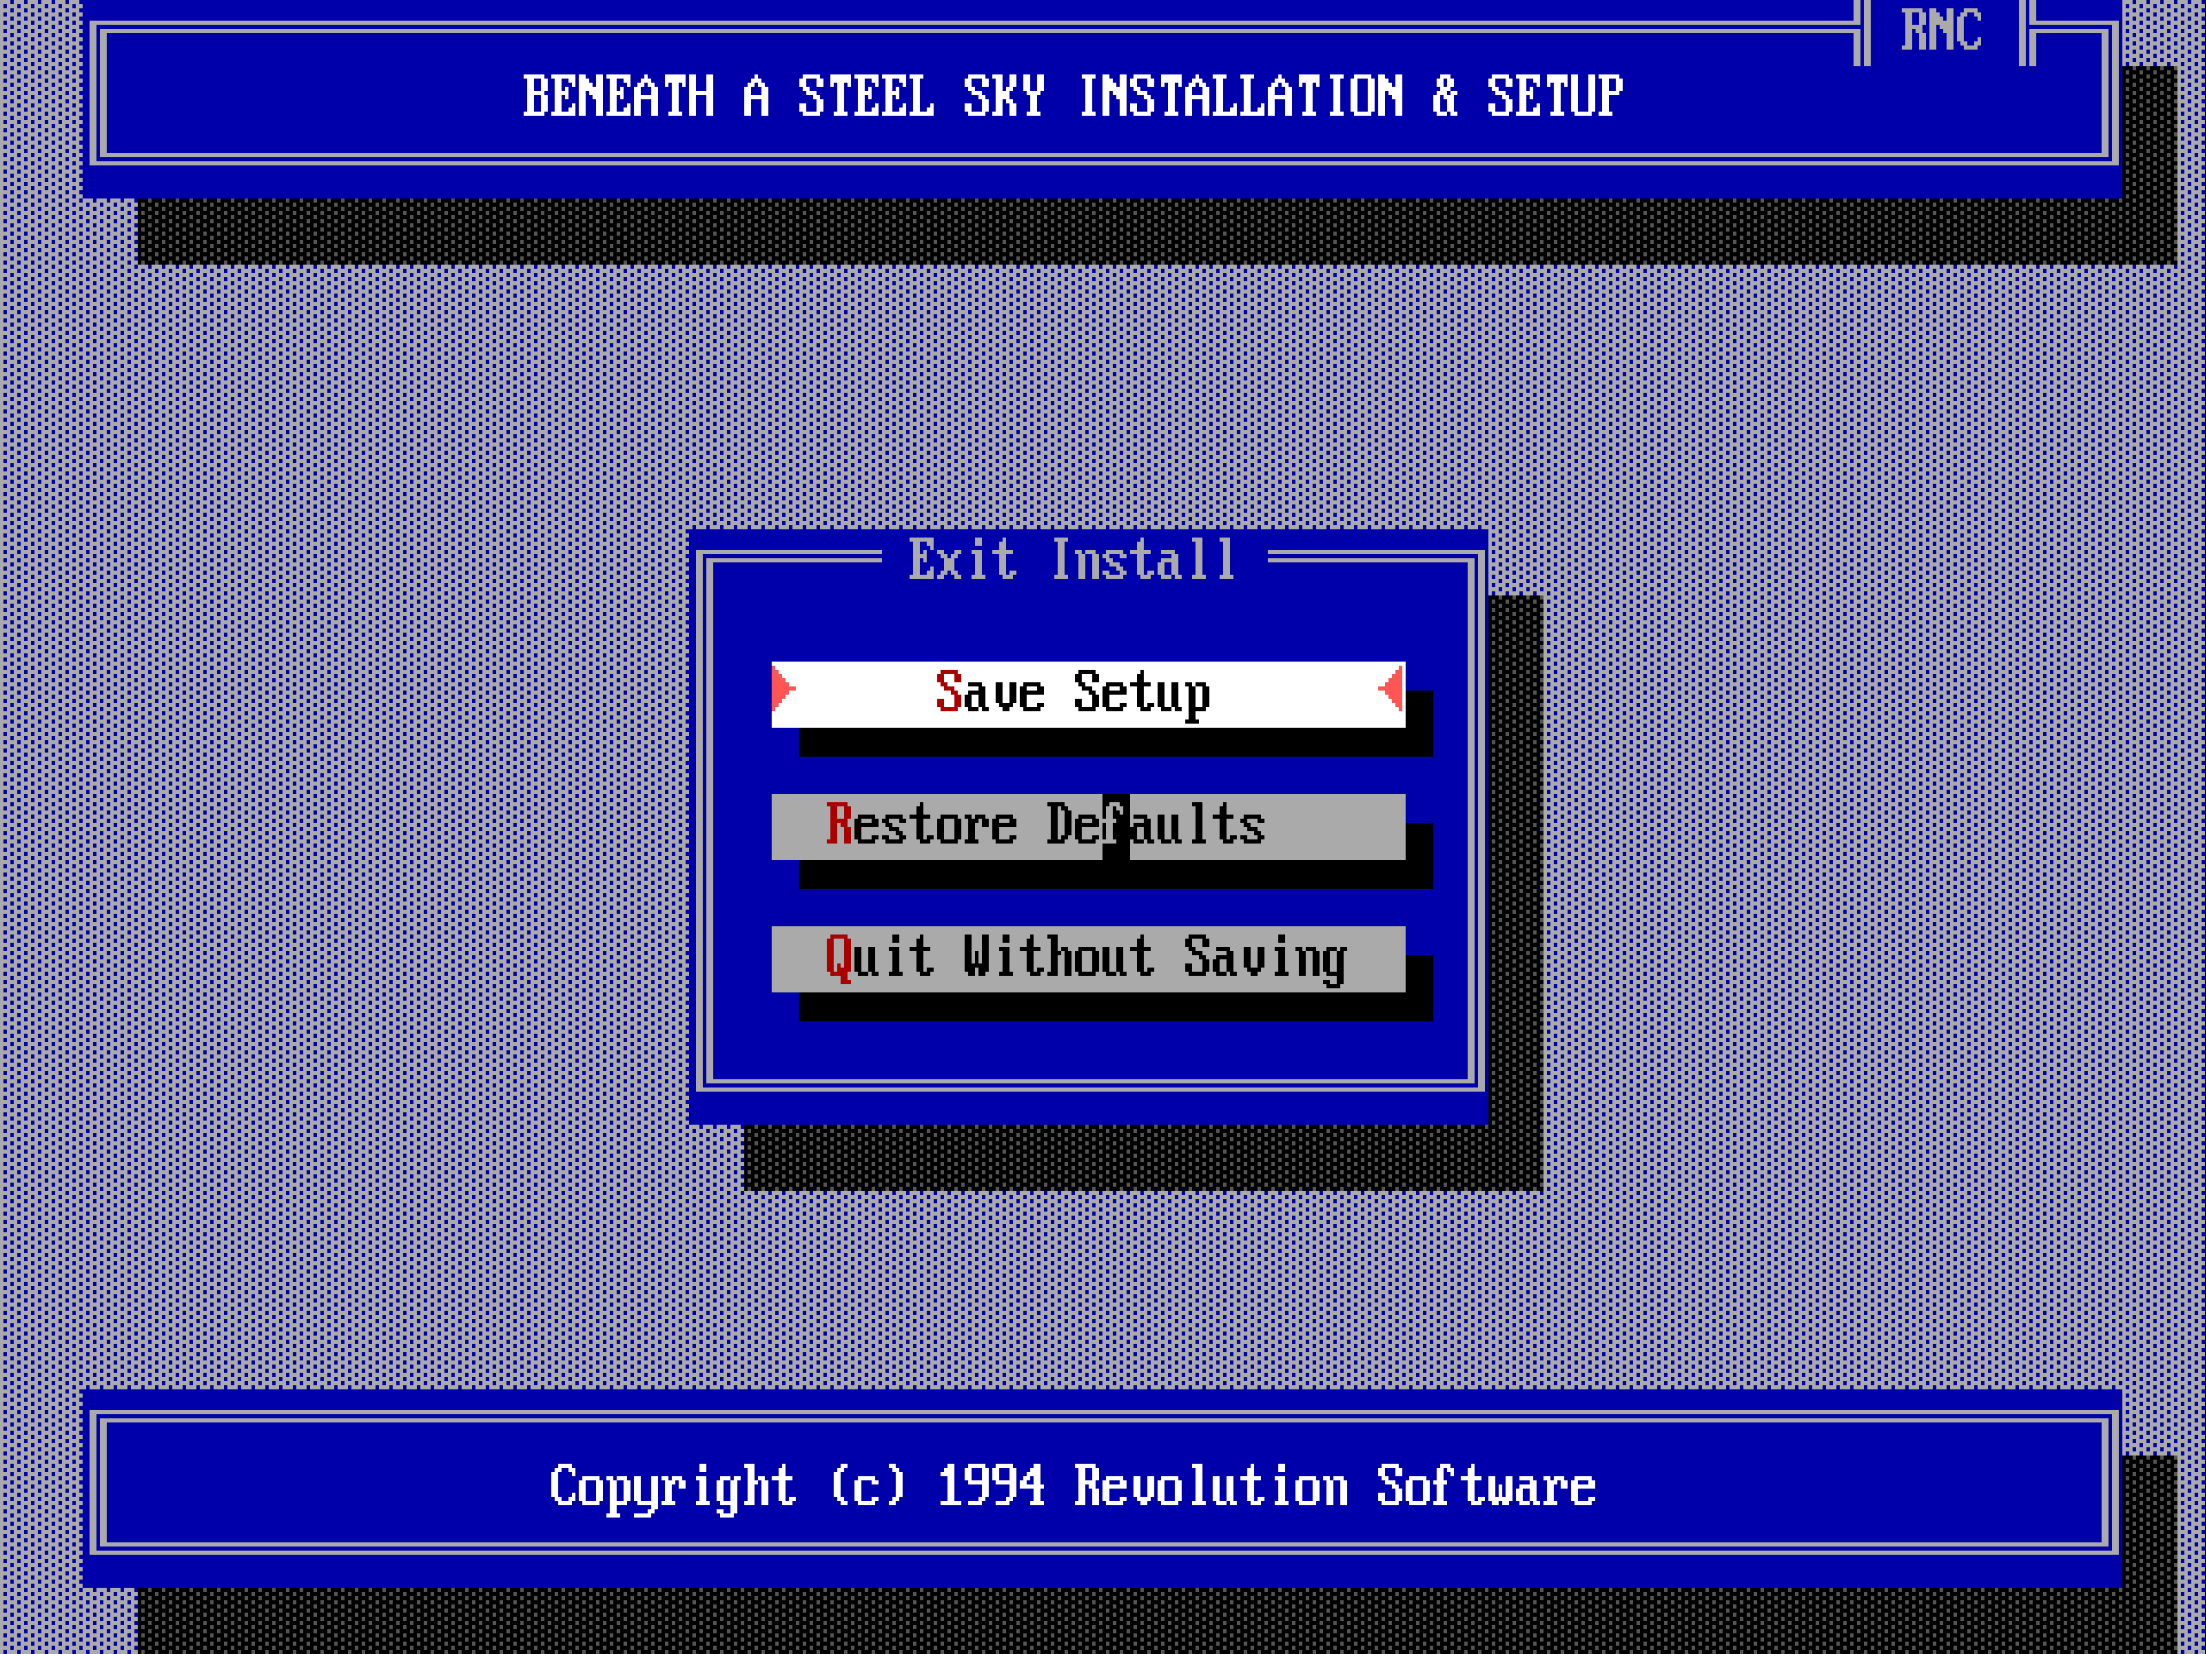 RNC
BENEATH A STEEL SKY INSTALLATION & SETUP
Exit Install
Save Setup
Restore Defaults
Quit Without Saving
Copyright (c) 1994 Revolution Software